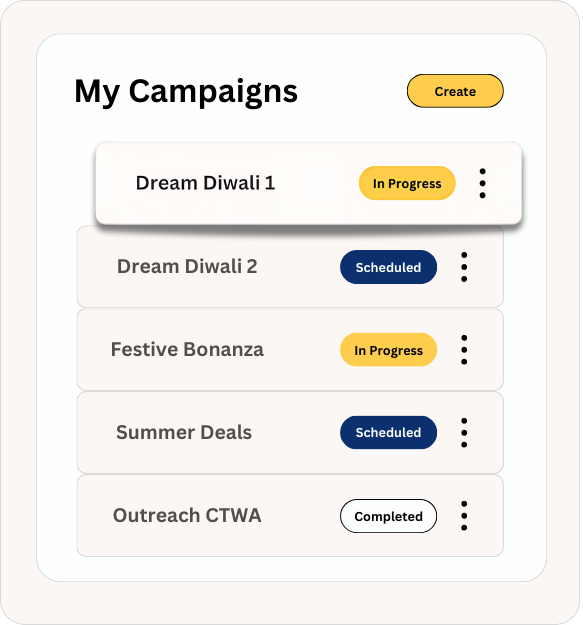 My Campaigns
Create
Dream Diwali 1
In Progress
Dream Diwali 2
Scheduled
Festive Bonanza
In Progress
Summer Deals
Scheduled
Outreach CTWA
Completed